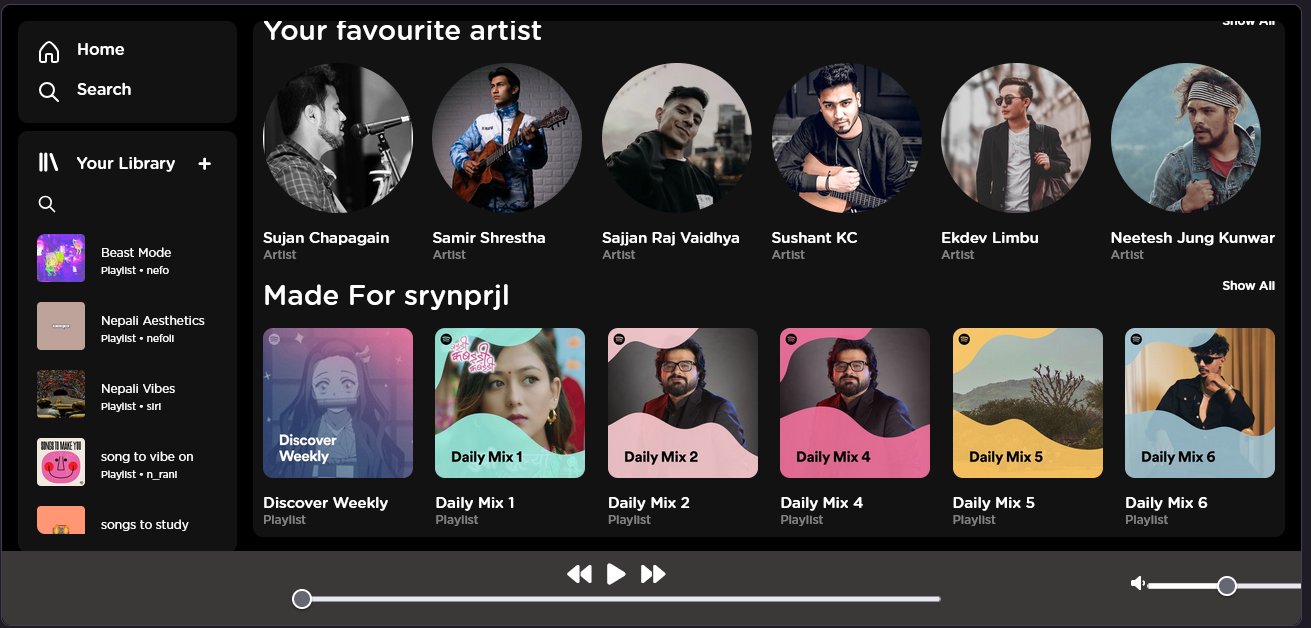 Home
Search
Your Library +
Beast Mode
Playlist • nefo
Nepali Aesthetics
Playlist • nefoli
Nepali Vibes
Playlist • siri
SONGS TO MAKE YOU
song to vibe on
Playlist • n_rani
songs to study
Your favourite artist
Show All
Sujan Chapagain
Artist
Samir Shrestha
Artist
Sajjan Raj Vaidhya
Artist
Sushant KC
Artist
Ekdev Limbu
Artist
Neetesh Jung Kunwar
Artist
Made For srynprjl
Show All
Discover
Weekly
Daily Mix 1
Daily Mix 2
Daily Mix 4
Daily Mix 5
Daily Mix 6
Discover Weekly
Playlist
Daily Mix 1
Playlist
Daily Mix 2
Playlist
Daily Mix 4
Playlist
Daily Mix 5
Playlist
Daily Mix 6
Playlist